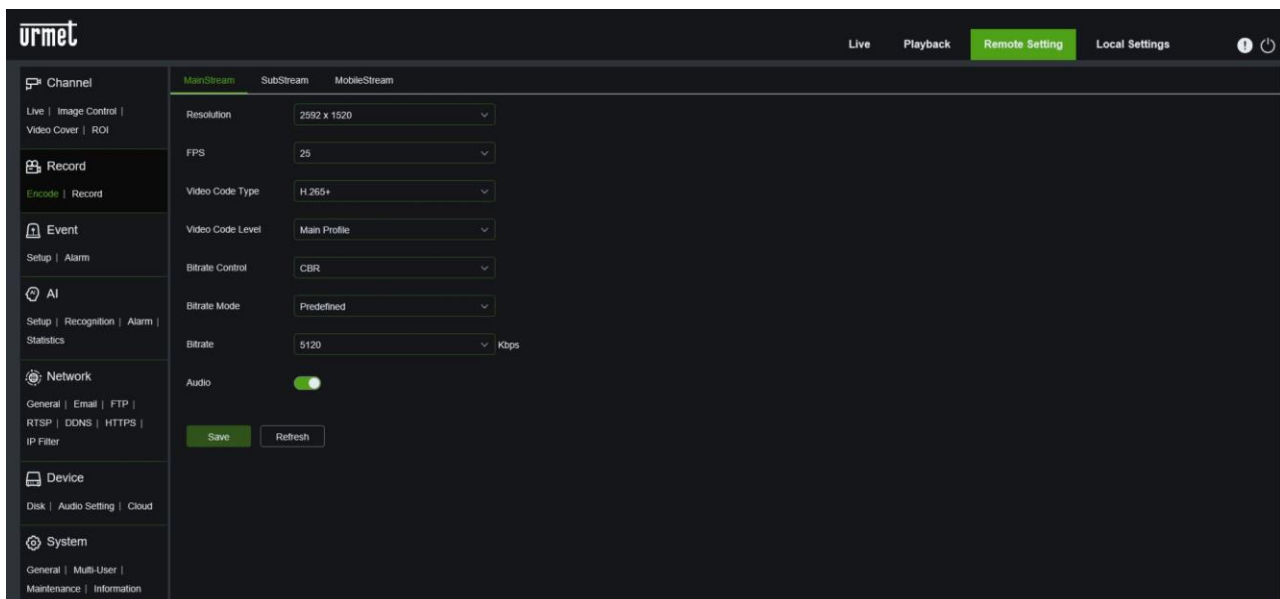 urmet
Live Playback Remote Setting Local Settings
Channel
Live | Image Control |
Video Cover | ROI
Record
Encode | Record
Event
Setup | Alarm
AI
Setup | Recognition | Alarm |
Statistics
Network
General | Email | FTP |
RTSP | DDNS | HTTPS |
IP Filter
Device
Disk | Audio Setting | Cloud
System
General | Multi-User |
Maintenance | Information
MainStream SubStream MobileStream
Resolution 2592 x 1520
FPS 25
Video Code Type H.265+
Video Code Level Main Profile
Bitrate Control CBR
Bitrate Mode Predefined
Bitrate 5120 Kbps
Audio
Save Refresh